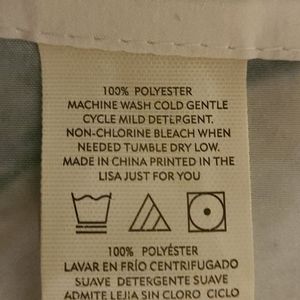 100% POLYESTER
MACHINE WASH COLD GENTLE
CYCLE MILD DETERGENT.
NON-CHLORINE BLEACH WHEN
NEEDED TUMBLE DRY LOW.
MADE IN CHINA PRINTED IN THE
LISA JUST FOR YOU
100% POLYÉSTER
LAVAR EN FRÍO CENTRIFUGADO
SUAVE DETERGENTE SUAVE
ADMITE LEJIA SIN CLORO CICLO